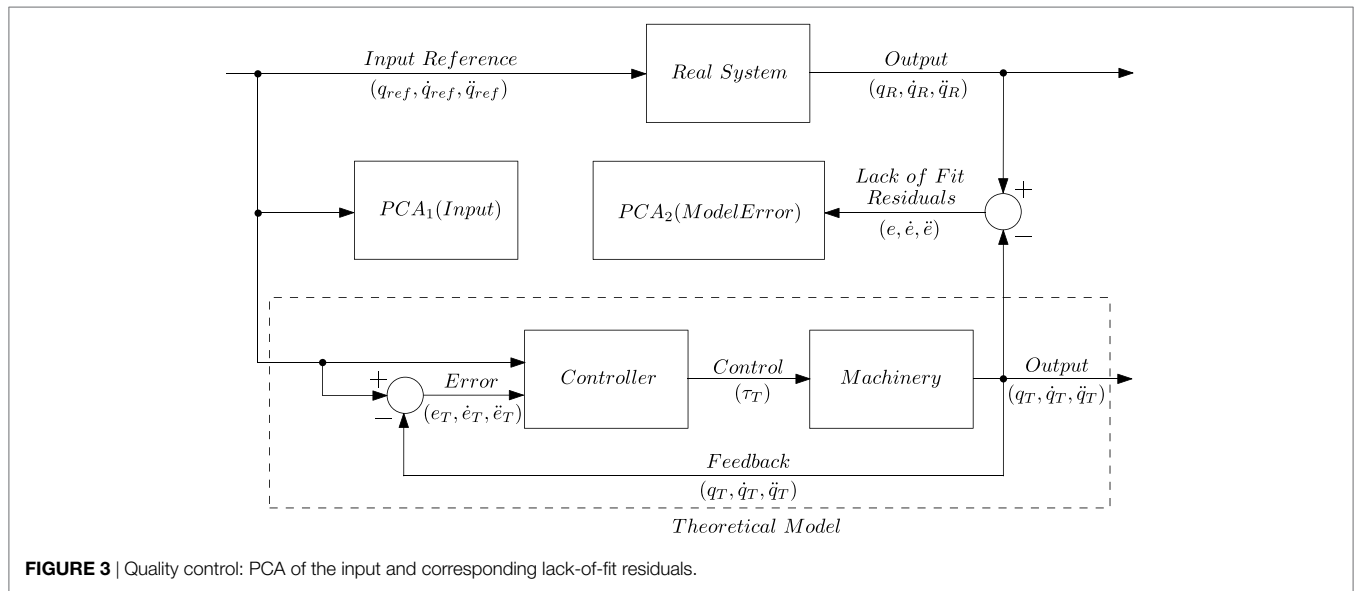 Input Reference
(q_ref, q̇_ref, q̈_ref)
Real System
Output
(q_R, q̇_R, q̈_R)
PCA₁(Input)
PCA₂(ModelError)
Lack of Fit
Residuals
(e, ė, ë)
+
−
Controller
Control
(τ_T)
Machinery
Output
(q_T, q̇_T, q̈_T)
+
−
Error
(e_T, ė_T, ë_T)
Feedback
(q_T, q̇_T, q̈_T)
Theoretical Model
FIGURE 3 | Quality control: PCA of the input and corresponding lack-of-fit residuals.